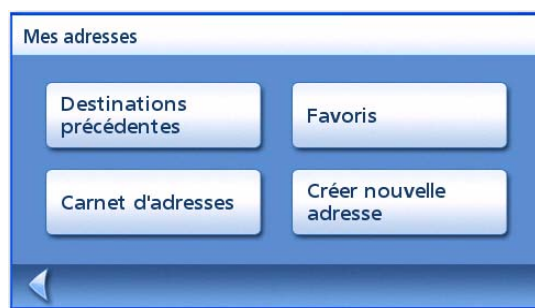 Mes adresses
Destinations
précédentes
Favoris
Carnet d'adresses
Créer nouvelle
adresse